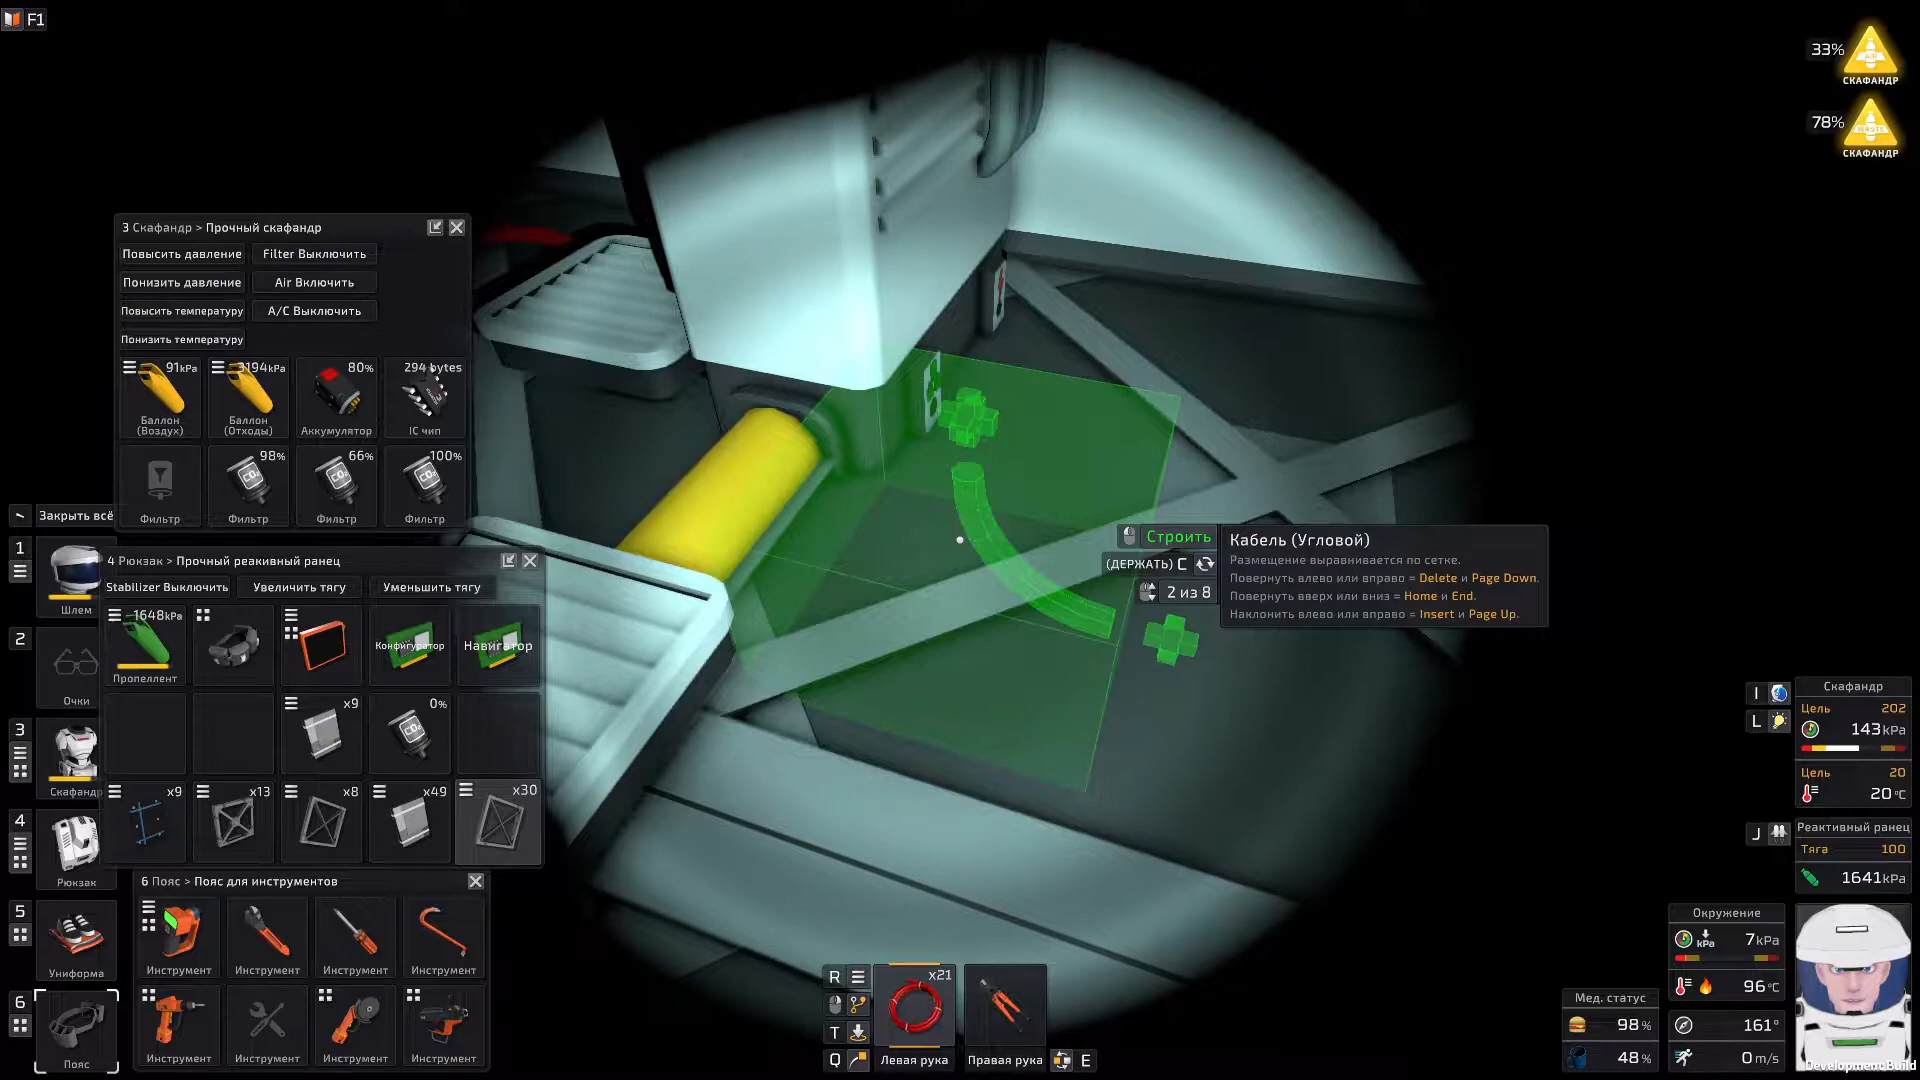 F1
33%
AIR
СКАФАНДР
78%
WASTE
СКАФАНДР
3 Скафандр > Прочный скафандр
Повысить давление
Filter Выключить
Понизить давление
Air Включить
Повысить температуру
A/C Выключить
Понизить температуру
91kPa
3194kPa
80%
294 bytes
Баллон (Воздух)
Баллон (Отходы)
Аккумулятор
IC чип
98%
66%
100%
Фильтр
Фильтр
Фильтр
Фильтр
~ Закрыть всё
1
Шлем
2
Очки
3
Скафандр
4
Рюкзак
5
Униформа
6
Пояс
4 Рюкзак > Прочный реактивный ранец
Stabilizer Выключить
Увеличить тягу
Уменьшить тягу
1648kPa
Пропеллент
Конфигуратор
Навигатор
x9
0%
x9
x13
x8
x49
x30
6 Пояс > Пояс для инструментов
Инструмент
Инструмент
Инструмент
Инструмент
Инструмент
Инструмент
Инструмент
Инструмент
Строить
(ДЕРЖАТЬ) C
2 из 8
Кабель (Угловой)
Размещение выравнивается по сетке.
Повернуть влево или вправо = Delete и Page Down.
Повернуть вверх или вниз = Home и End.
Наклонить влево или вправо = Insert и Page Up.
R
T
Q
x21
Левая рука
Правая рука
E
I
L
Скафандр
Цель 202
143kPa
Цель 20
20°C
J
Реактивный ранец
Тяга 100
1641kPa
Окружение
kPa
7kPa
96°C
Мед. статус
98%
48%
161°
0m/s
Development Build